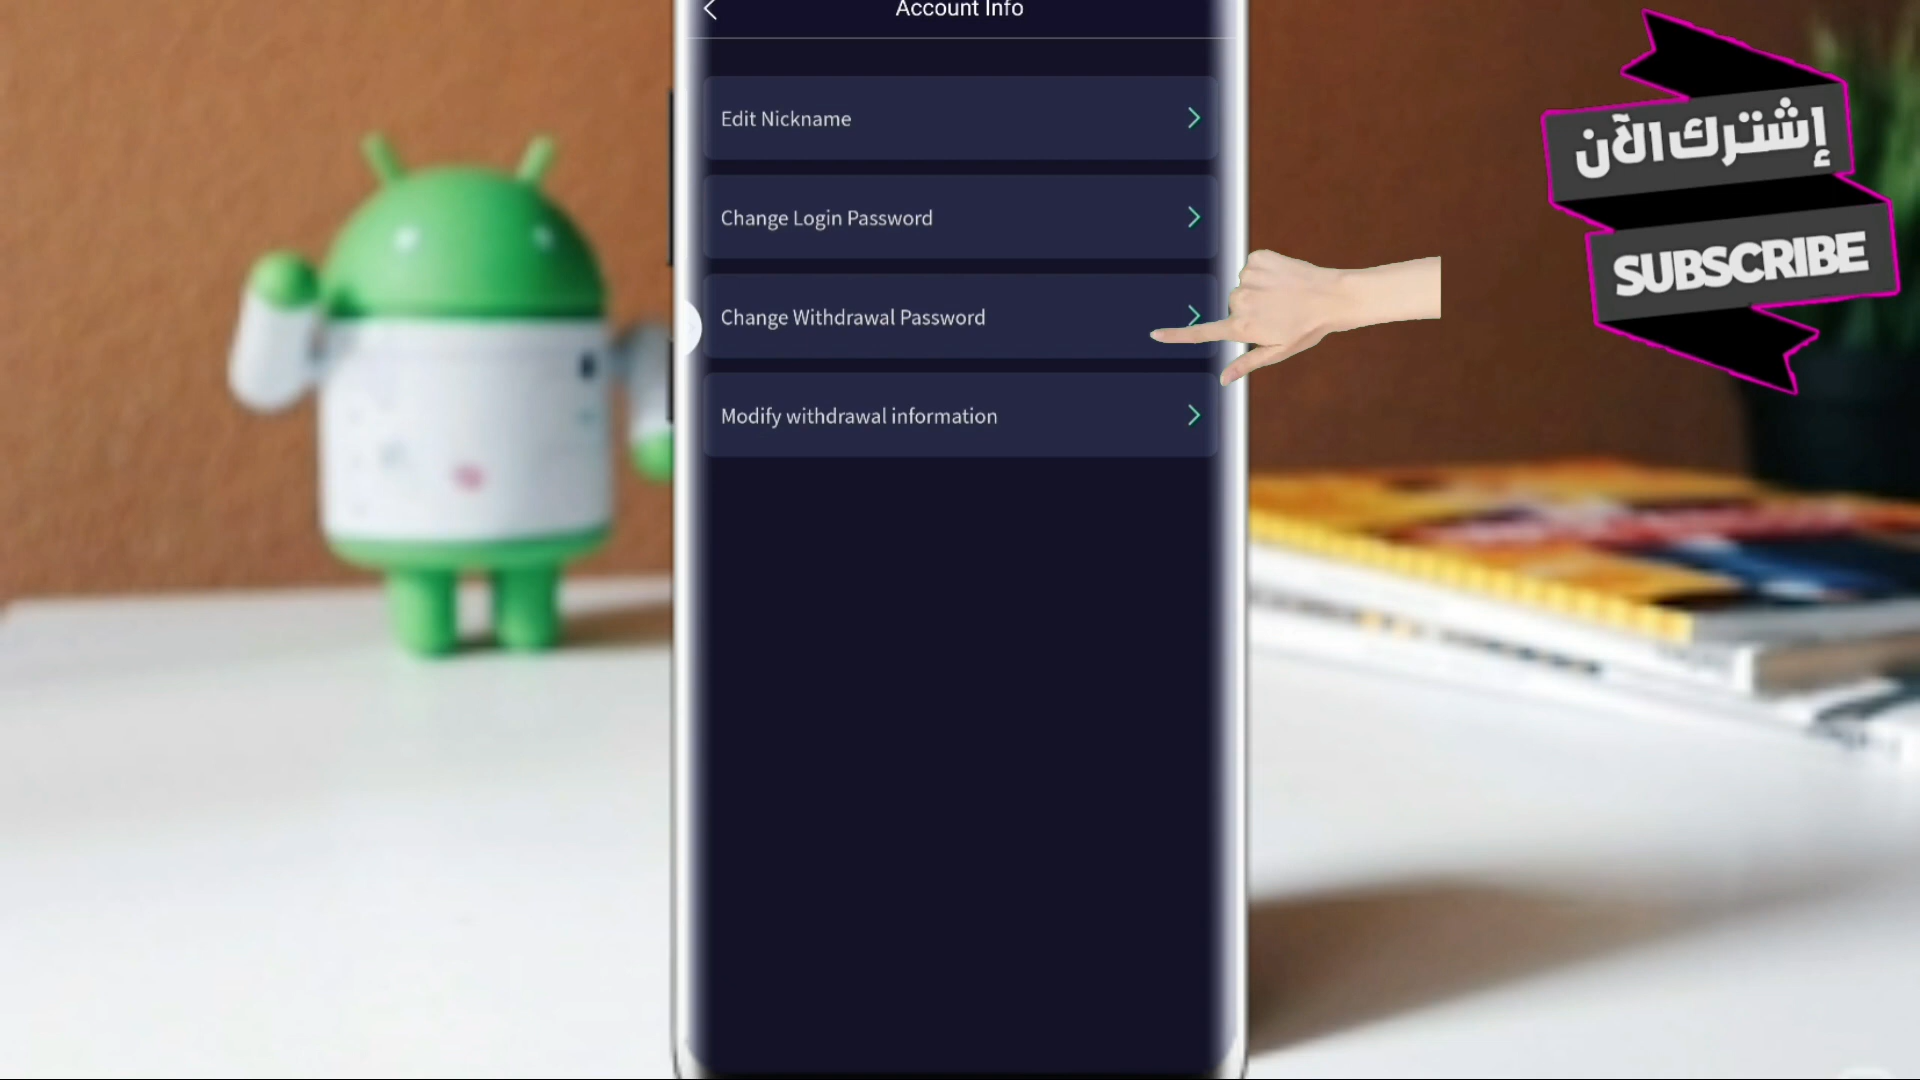 Account Info
Edit Nickname
Change Login Password
Change Withdrawal Password
Modify withdrawal information
إشترك الآن
SUBSCRIBE